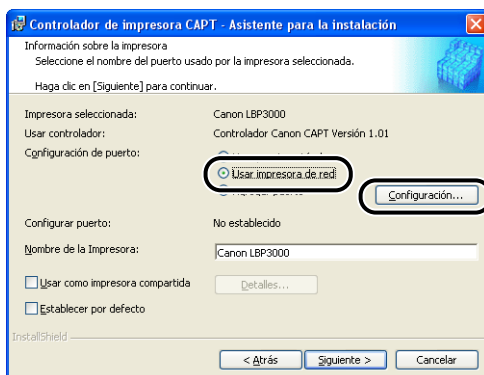 Controlador de impresora CAPT - Asistente para la instalación
Información sobre la impresora
Seleccione el nombre del puerto usado por la impresora seleccionada.
Haga clic en [Siguiente] para continuar.
Impresora seleccionada: Canon LBP3000
Usar controlador: Controlador Canon CAPT Versión 1.01
Configuración de puerto:
Usar impresora de red
Configuración...
Configurar puerto: No establecido
Nombre de la Impresora: Canon LBP3000
Usar como impresora compartida Detalles...
Establecer por defecto
InstallShield
< Atrás Siguiente > Cancelar